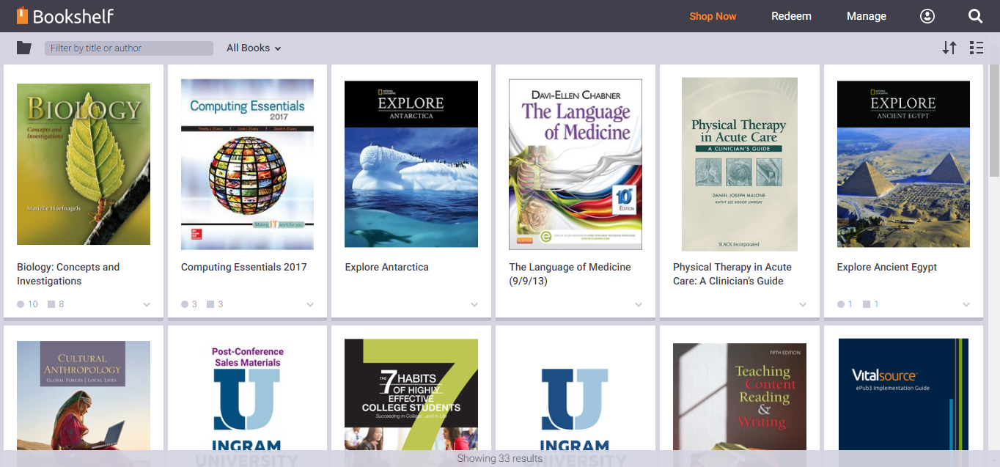 Bookshelf
Shop Now
Redeem
Manage
Filter by title or author
All Books
BIOLOGY
Concepts and
Investigations
Mariëlle Hoefnagels
Computing Essentials
2017
Timothy J. O'Leary Linda I. O'Leary Daniel A. O'Leary
Making IT work for you
Mc
Graw
Hill
Education
NATIONAL
GEOGRAPHIC
EXPLORE
ANTARCTICA
DAVI-ELLEN CHABNER
The Language
of Medicine
10th
EDITION
ELSEVIER
Physical Therapy
in Acute Care
A CLINICIAN'S GUIDE
DANIEL JOSEPH MALONE
KATHY LEE BISHOP LINDSAY
SLACK Incorporated
NATIONAL
GEOGRAPHIC
EXPLORE
ANCIENT EGYPT
Biology: Concepts and
Investigations
Computing Essentials 2017
Explore Antarctica
The Language of Medicine
(9/9/13)
Physical Therapy in Acute
Care: A Clinician's Guide
Explore Ancient Egypt
10 8
3 3
1 1
CULTURAL
ANTHROPOLOGY
GLOBAL FORCES | LOCAL LIVES
Post-Conference
Sales Materials
U
INGRAM
UNIVERSITY
7
THE 7 HABITS
OF HIGHLY
EFFECTIVE
COLLEGE STUDENTS
Succeeding in College...and in Life
U
INGRAM
UNIVERSITY
FIFTH EDITION
Teaching
Content
Reading
&
Writing
Vitalsource
ePub3 Implementation Guide
Showing 33 results